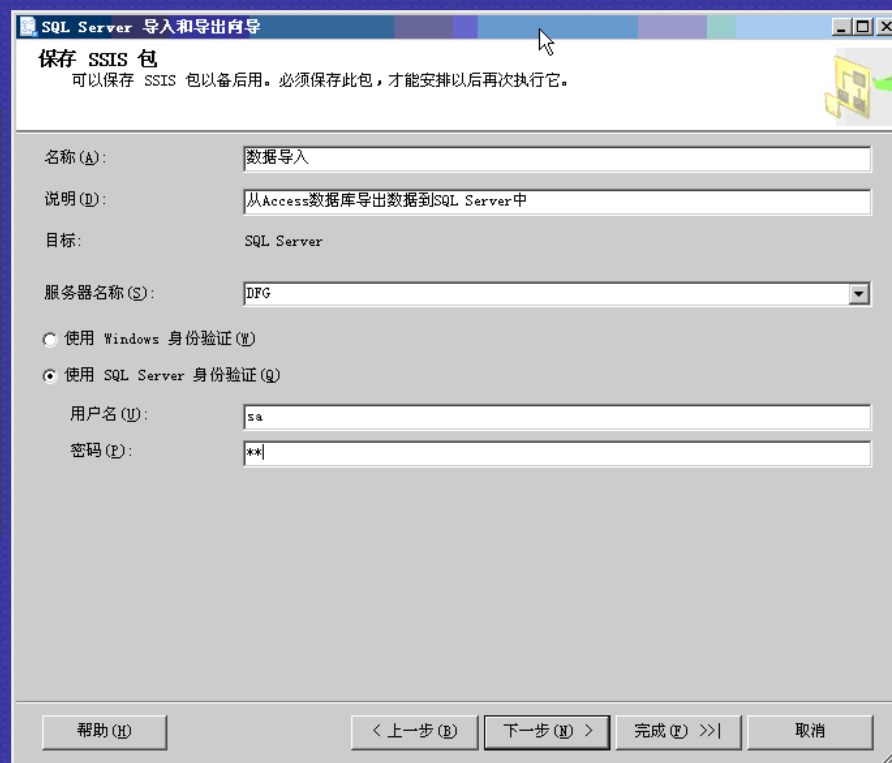 SQL Server 导入和导出向导
保存 SSIS 包
可以保存 SSIS 包以备后用。必须保存此包，才能安排以后再次执行它。
名称(A): 数据导入
说明(D): 从Access数据库导出数据到SQL Server中
目标: SQL Server
服务器名称(S): DFG
使用 Windows 身份验证(W)
使用 SQL Server 身份验证(Q)
用户名(U): sa
密码(P): **
帮助(H) < 上一步(B) 下一步(N) > 完成(F) >>| 取消